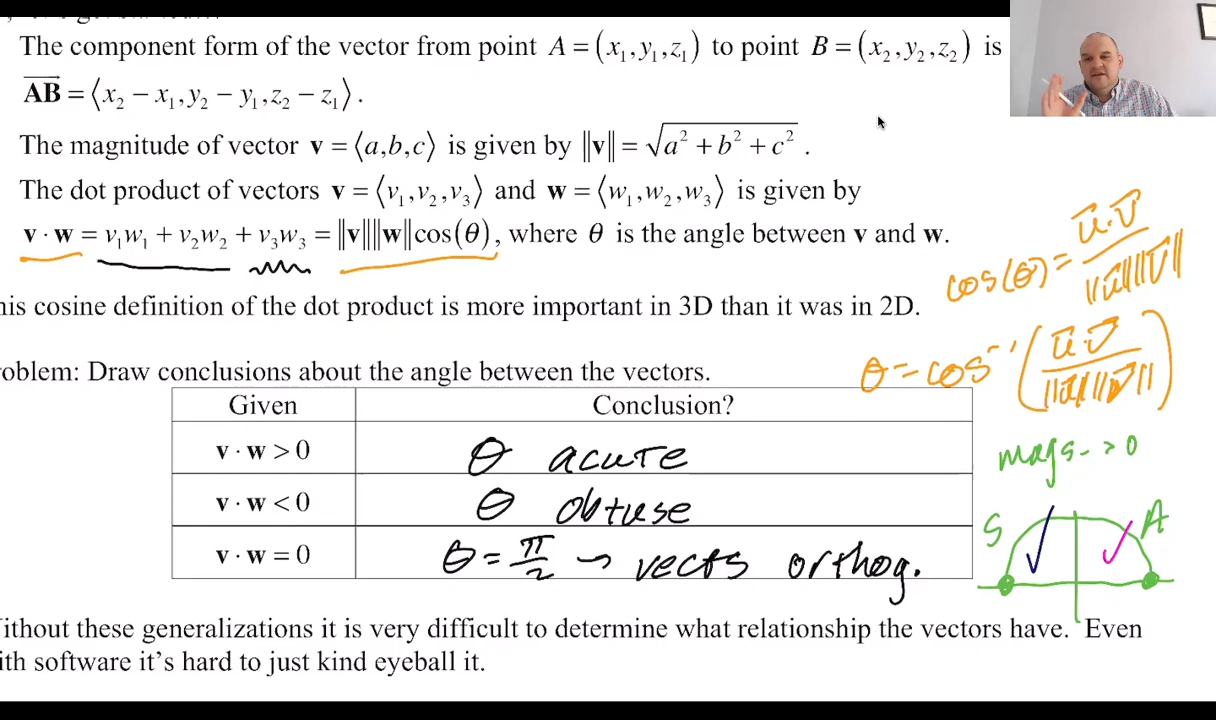 The component form of the vector from point A = (x₁, y₁, z₁) to point B = (x₂, y₂, z₂) is
AB = ⟨x₂ − x₁, y₂ − y₁, z₂ − z₁⟩.
The magnitude of vector v = ⟨a, b, c⟩ is given by ‖v‖ = √(a² + b² + c²).
The dot product of vectors v = ⟨v₁, v₂, v₃⟩ and w = ⟨w₁, w₂, w₃⟩ is given by
v · w = v₁w₁ + v₂w₂ + v₃w₃ = ‖v‖‖w‖cos(θ), where θ is the angle between v and w.
cos(θ) = u·v / ‖u‖‖v‖
his cosine definition of the dot product is more important in 3D than it was in 2D.
θ = cos⁻¹(u·v / ‖u‖‖v‖)
roblem: Draw conclusions about the angle between the vectors.
Given Conclusion?
v · w > 0 θ acute
mags. > 0
v · w < 0 θ obtuse
S A
v · w = 0 θ = π/2 → vects orthog.
ithout these generalizations it is very difficult to determine what relationship the vectors have. Even
ith software it's hard to just kind eyeball it.